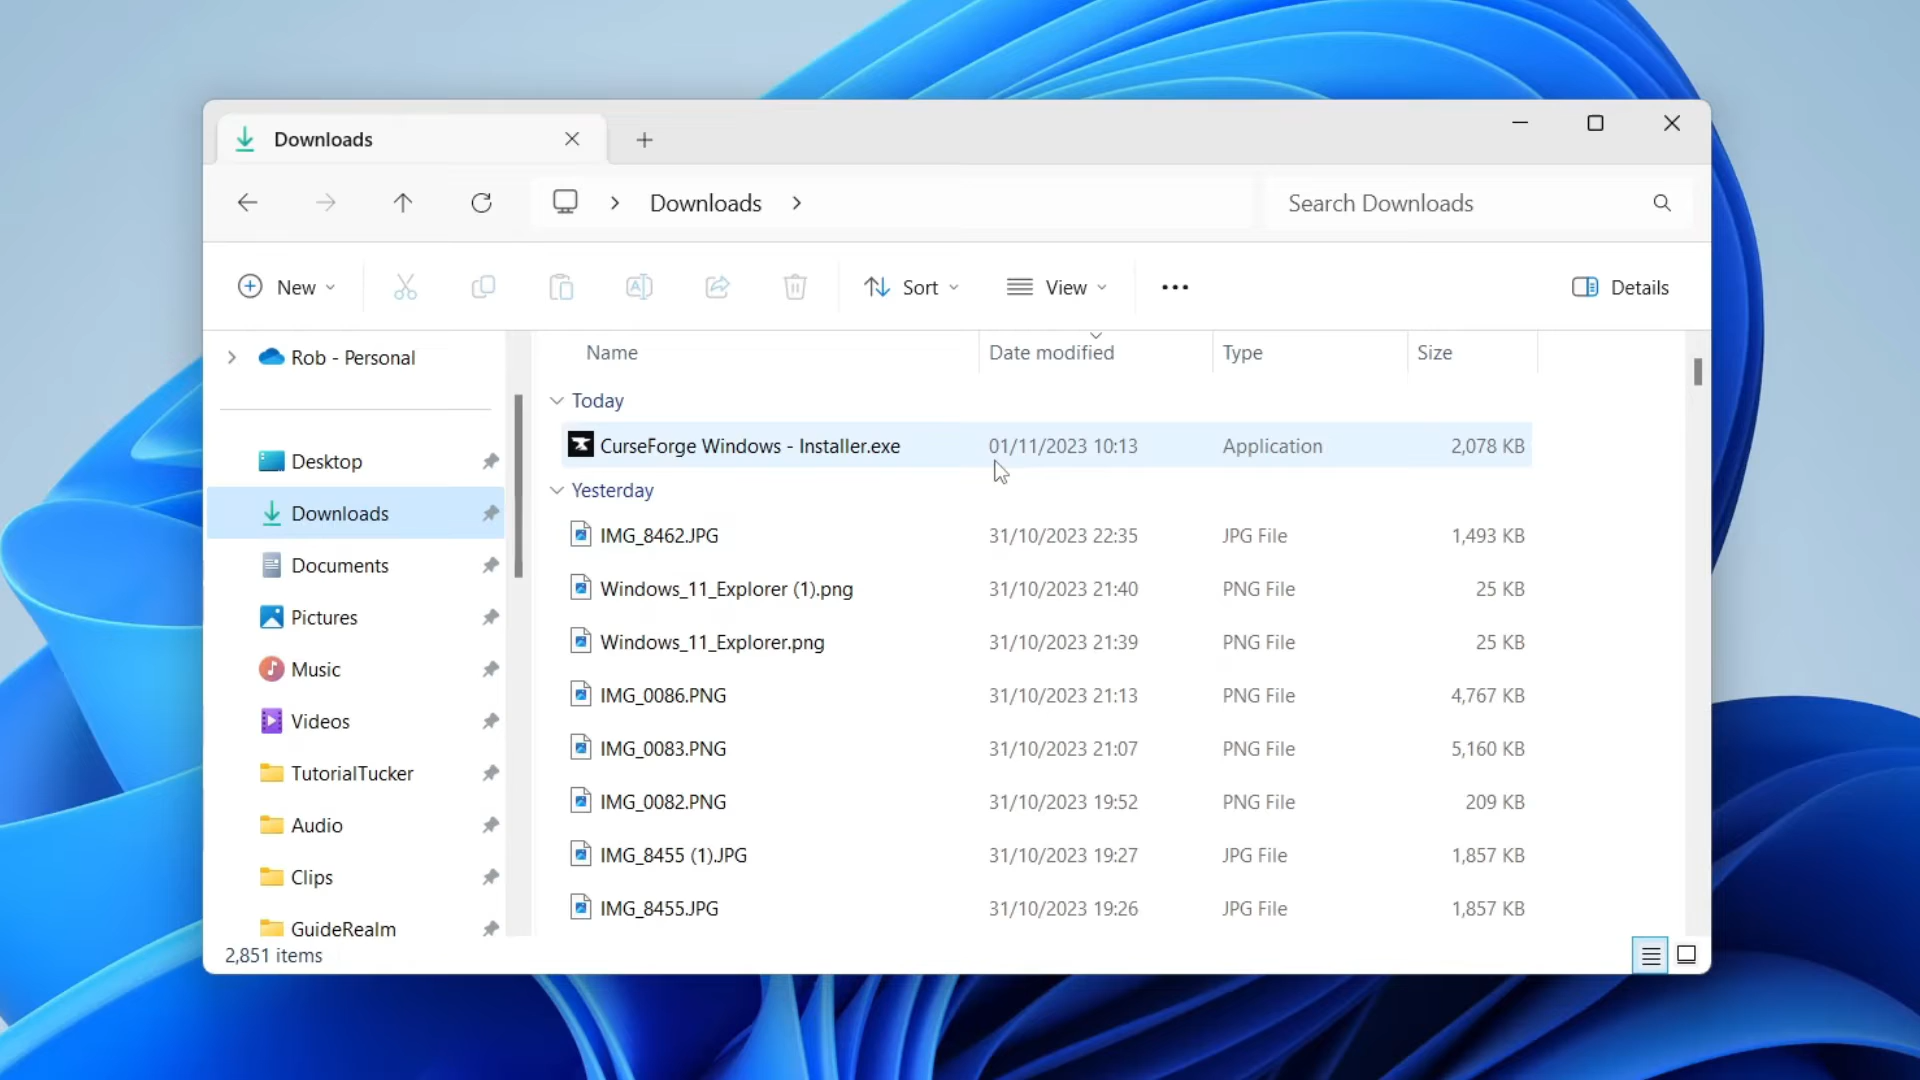 Downloads
Downloads
Search Downloads
New
Sort
View
Details
Rob - Personal
Desktop
Downloads
Documents
Pictures
Music
Videos
TutorialTucker
Audio
Clips
GuideRealm
Name Date modified Type Size
Today
CurseForge Windows - Installer.exe 01/11/2023 10:13 Application 2,078 KB
Yesterday
IMG_8462.JPG 31/10/2023 22:35 JPG File 1,493 KB
Windows_11_Explorer (1).png 31/10/2023 21:40 PNG File 25 KB
Windows_11_Explorer.png 31/10/2023 21:39 PNG File 25 KB
IMG_0086.PNG 31/10/2023 21:13 PNG File 4,767 KB
IMG_0083.PNG 31/10/2023 21:07 PNG File 5,160 KB
IMG_0082.PNG 31/10/2023 19:52 PNG File 209 KB
IMG_8455 (1).JPG 31/10/2023 19:27 JPG File 1,857 KB
IMG_8455.JPG 31/10/2023 19:26 JPG File 1,857 KB
2,851 items